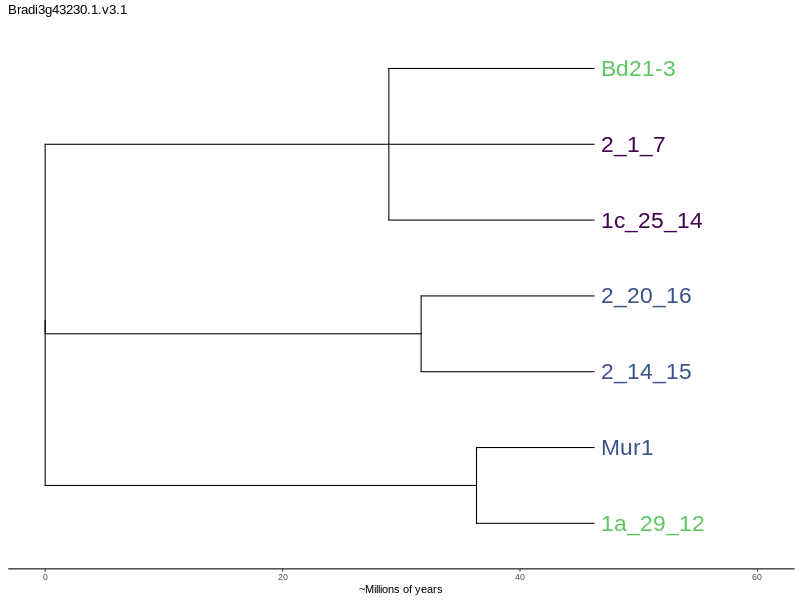 Bradi3g43230.1.v3.1
Bd21-3
2_1_7
1c_25_14
2_20_16
2_14_15
Mur1
1a_29_12
0 20 40 60
~Millions of years